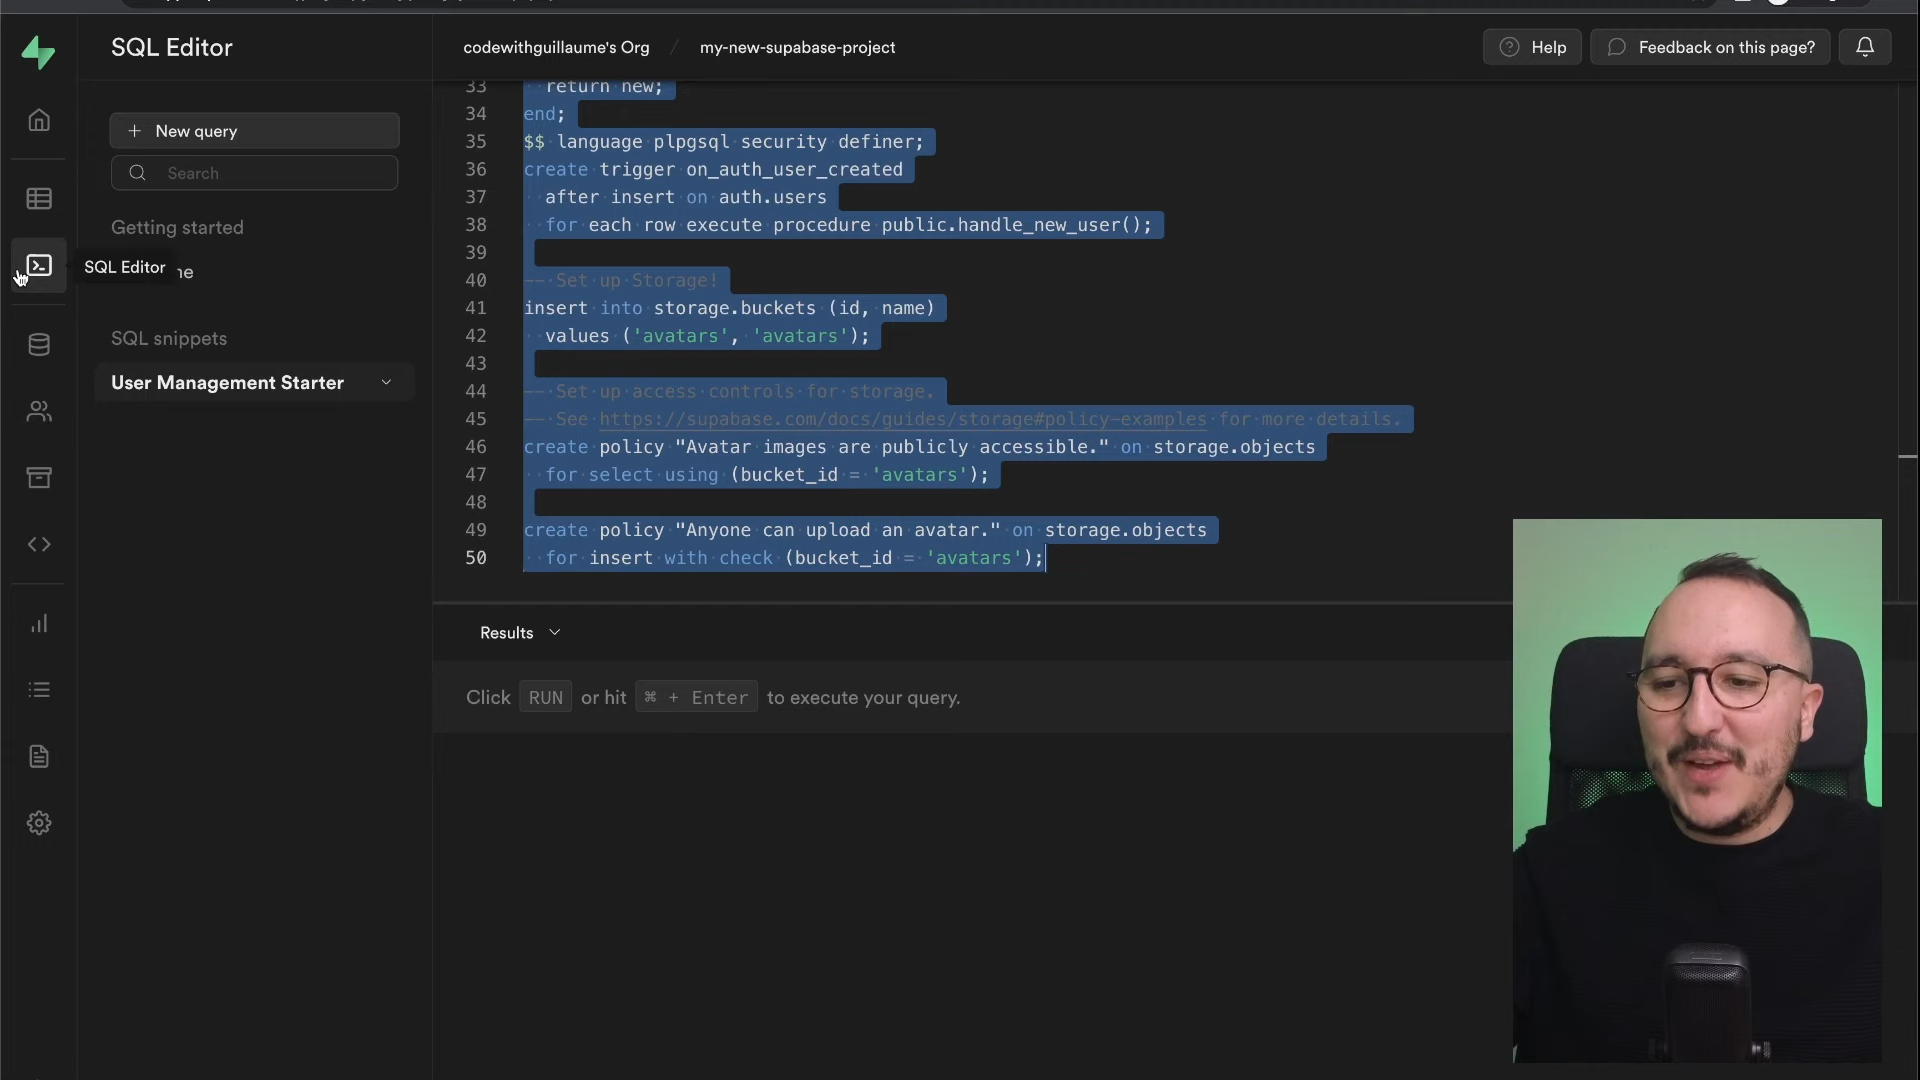 SQL Editor
codewithguillaume's Org / my-new-supabase-project
Help
Feedback on this page?
+ New query
Search
Getting started
SQL Editor
ne
SQL snippets
User Management Starter
33 return new;
34 end;
35 $$ language plpgsql security definer;
36 create trigger on_auth_user_created
37 after insert on auth.users
38 for each row execute procedure public.handle_new_user();
39
40 -- Set up Storage!
41 insert into storage.buckets (id, name)
42 values ('avatars', 'avatars');
43
44 -- Set up access controls for storage.
45 -- See https://supabase.com/docs/guides/storage#policy-examples for more details.
46 create policy "Avatar images are publicly accessible." on storage.objects
47 for select using (bucket_id = 'avatars');
48
49 create policy "Anyone can upload an avatar." on storage.objects
50 for insert with check (bucket_id = 'avatars');
Results
Click RUN or hit ⌘ + Enter to execute your query.